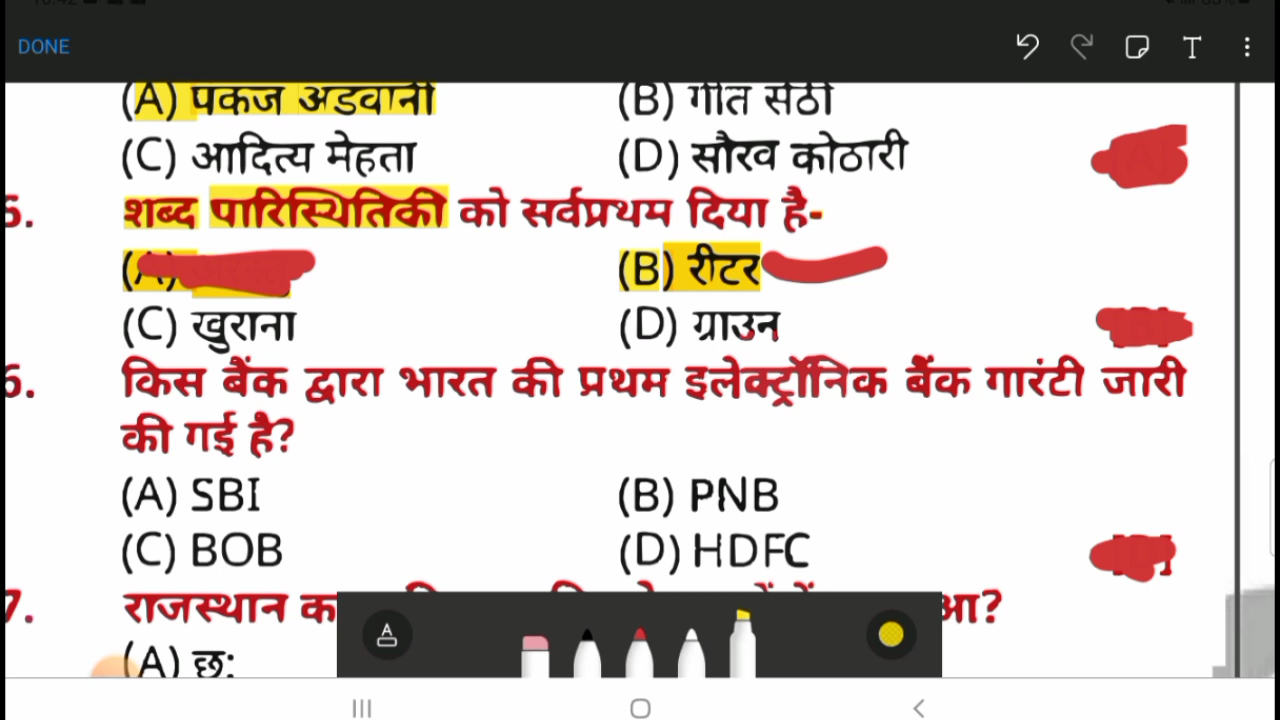 DONE
T
(A) पंकज अडवानी (B) गीत सेठी
(C) आदित्य मेहता (D) सौरव कोठारी
5. शब्द पारिस्थितिकी को सर्वप्रथम दिया है-
(A) (B) रीटर
(C) खुराना (D) ग्राउन
6. किस बैंक द्वारा भारत की प्रथम इलेक्ट्रॉनिक बैंक गारंटी जारी
की गई है?
(A) SBI (B) PNB
(C) BOB (D) HDFC
7. राजस्थान
(A) छ:
A